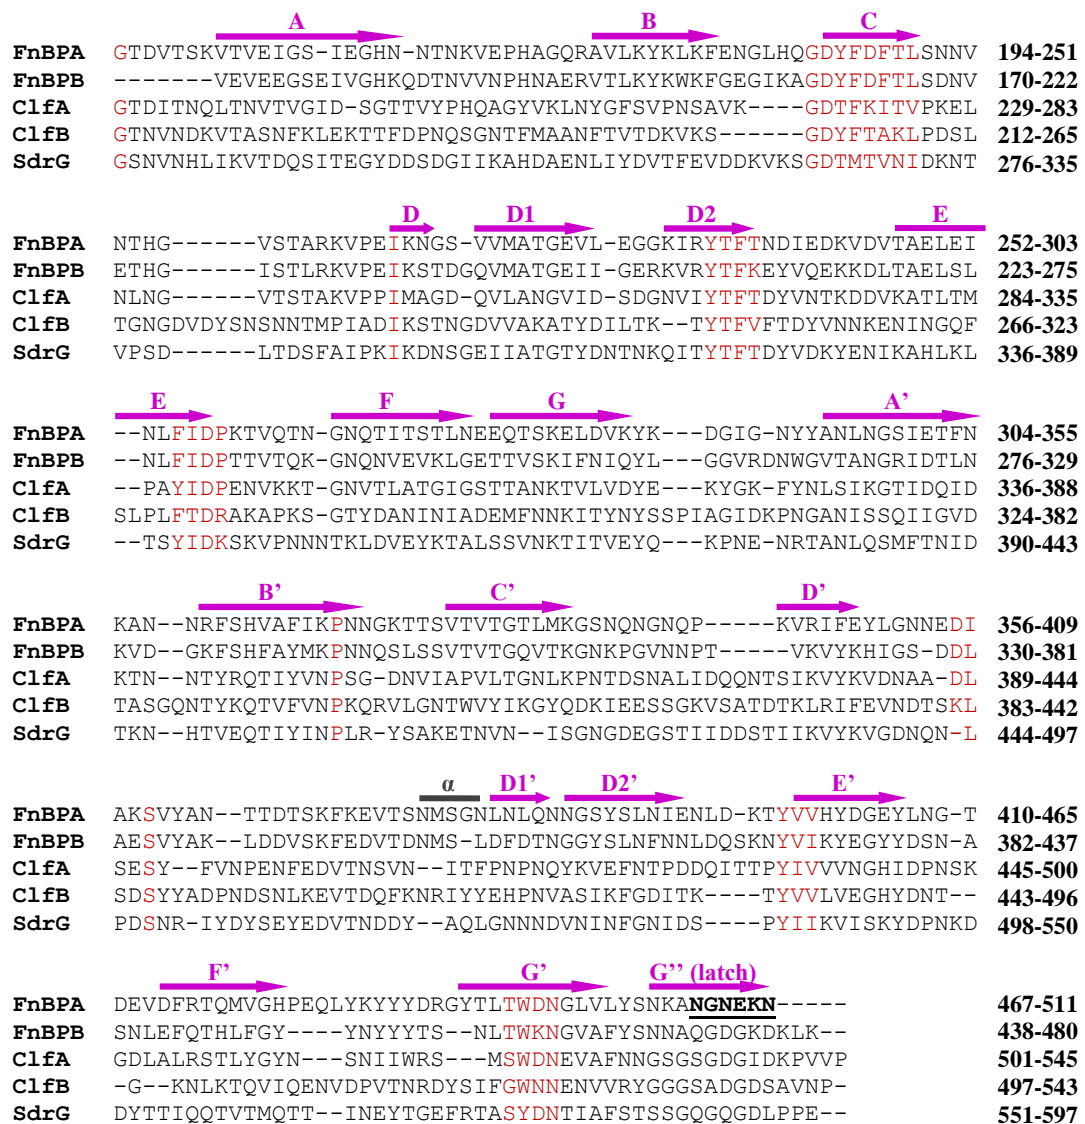 A B C
FnBPA GTDVTSKVTVEIGS-IEGHN-NTNKVEPHAGQRAVLKYKLKFENGLHQGDYFDFTLSNNV 194-251
FnBPB -------VEVEEGSEIVGHKQDTNVVNPHNAERVTLKYKWKFGEGIKAGDYFDFTLSDNV 170-222
ClfA GTDITNQLTNVTVGID-SGTTVYPHQAGYVKLNYGFSVPNSAVK----GDTFKITVPKEL 229-283
ClfB GTNVNDKVTASNFKLEKTTFDPNQSGNTFMAANFTVTDKVKS------GDYFTAKLPDSL 212-265
SdrG GSNVNHLIKVTDQSITEGYDDSDGIIKAHDAENLIYDVTFEVDDKVKSGDTMTVNIDKNT 276-335
D D1 D2 E
FnBPA NTHG------VSTARKVPEIKNGS-VVMATGEVL-EGGKIRYTFTNDIEDKVDVTAELEI 252-303
FnBPB ETHG------ISTLRKVPEIKSTDGQVMATGEII-GERKVRYTFKEYVQEKKDLTAELSL 223-275
ClfA NLNG------VTSTAKVPPIMAGD-QVLANGVID-SDGNVIYTFTDYVNTKDDVKATLTM 284-335
ClfB TGNGDVDYSNSNNTMPIADIKSTNGDVVAKATYDILTK--TYTFVFTDYVNNKENINGQF 266-323
SdrG VPSD------LTDSFAIPKIKDNSGEIIATGTYDNTNKQITYTFTDYVDKYENIKAHLKL 336-389
E F G A’
FnBPA --NLFIDPKTVQTN-GNQTITSTLNEEQTSKELDVKYK---DGIG-NYYANLNGSIETFN 304-355
FnBPB --NLFIDPTTVTQK-GNQNVEVKLGETTVSKIFNIQYL---GGVRDNWGVTANGRIDTLN 276-329
ClfA --PAYIDPENVKKT-GNVTLATGIGSTTANKTVLVDYE---KYGK-FYNLSIKGTIDQID 336-388
ClfB SLPLFTDRAKAPKS-GTYDANINIADEMFNNKITYNYSSPIAGIDKPNGANISSQIIGVD 324-382
SdrG --TSYIDKSKVPNNNTKLDVEYKTALSSVNKTITVEYQ---KPNE-NRTANLQSMFTNID 390-443
B’ C’ D’
FnBPA KAN--NRFSHVAFIKPNNGKTTSVTVTGTLMKGSNQNGNQP----KVRIFEYLGNNEDI 356-409
FnBPB KVD--GKFSHFAYMKPNNQSLSSVTVTGQVTKGNKPGVNNPT----VKVYKHIGS-DDL 330-381
ClfA KTN--NTYRQTIYVNPSG-DNVIAPVLTGNLKPNTDSNALIDQQNTSIKVYKVDNAA-DL 389-444
ClfB TASGQNTYKQTVFVNPKQRVLGNTWVYIKGYQDKIEESSGKVSATDTKLRIFEVNDTSKL 383-442
SdrG TKN--HTVEQTIYINPLR-YSAKETNVN--ISGNGDEGSTIIDDSTIIKVYKVGDNQN-L 444-497
α D1’ D2’ E’
FnBPA AKSVYAN--TTDTSKFKEVTSNMSGNLNLQNNGSYSLNIENLD-KTYVVHYDGEYLNG-T 410-465
FnBPB AESVYAK--LDDVSKFEDVTDNMS-LDFDTNGGYSLNFNNLDQSKNYVIKYEGYYDSN-A 382-437
ClfA SESY--FVNPENFEDVTNSVN--ITFPNPNQYKVEFNTPDDQITTPYIVVVNGHIDPNSK 445-500
ClfB SDSYYADPNDSNLKEVTDQFKNRIYYEHPNVASIKFGDITK----TYVVLVEGHYDNT-- 443-496
SdrG PDSNR-IYDYSEYEDVTNDDY--AQLGNNNDVNINFGNIDS----PYIIKVISKYDPNKD 498-550
F’ G’ G’’ (latch)
FnBPA DEVDFRTQMVGHPEQLYKYYYDRGYTLTWDNGLVLYSNKANGNEKN----- 467-511
FnBPB SNLEFQTHLFGY----YNYYYTS--NLTWKNGVAFYSNNAQGDGKDKLK-- 438-480
ClfA GDLALRSTLYGYN---SNIIWRS---MSWDNEVAFNNGSGSGDGIDKPVVP 501-545
ClfB -G--KNLKTQVIQENVDPVTNRDYSIFGWNNENVVRYGGGSADGDSAVNP- 497-543
SdrG DYTTIQQTVTMQTT---INEYTGEFRTASYDNTIAFSTSSGQGQGDLPPE-- 551-597